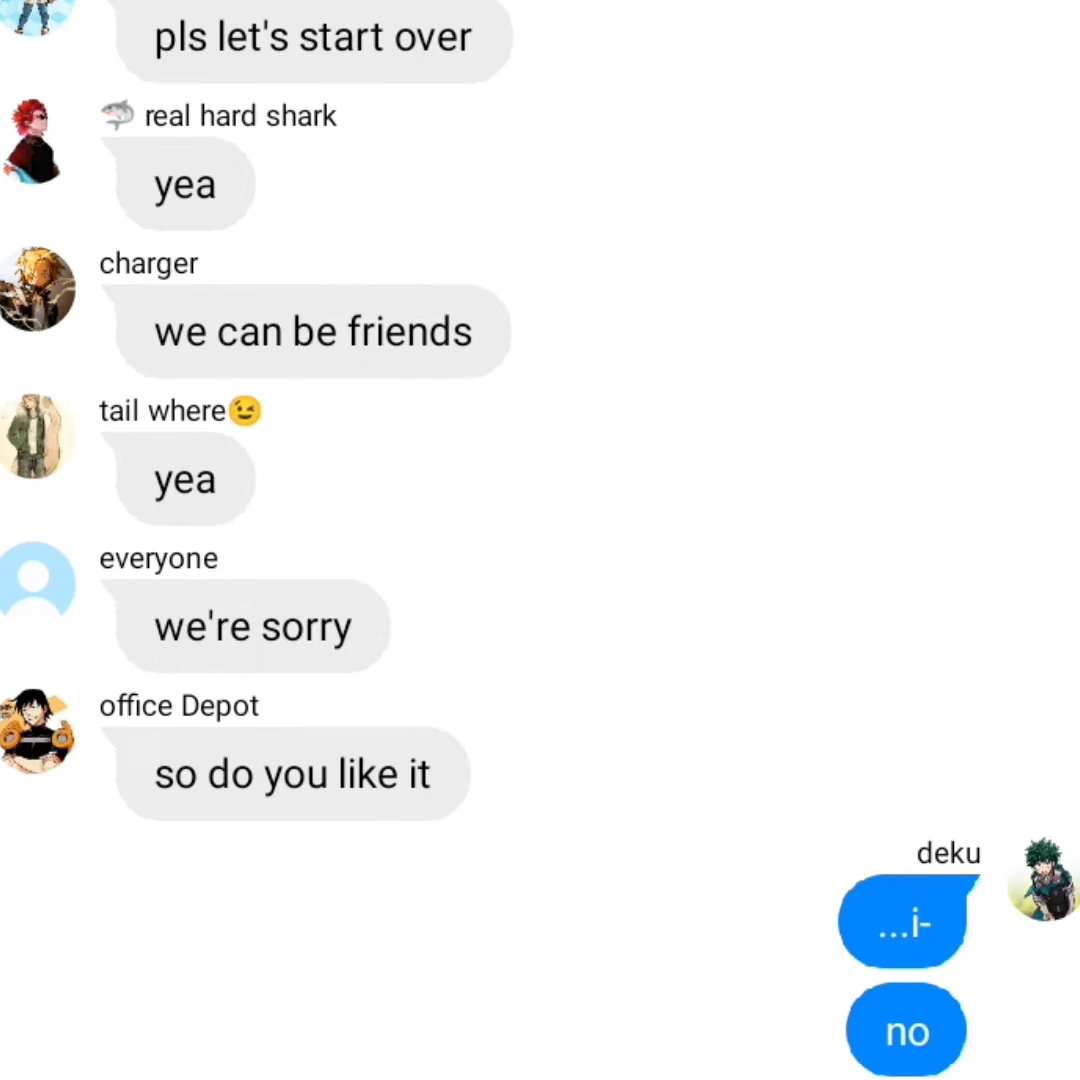 pls let's start over
🦈 real hard shark
yea
charger
we can be friends
tail where😉
yea
everyone
we're sorry
office Depot
so do you like it
deku
...i-
no